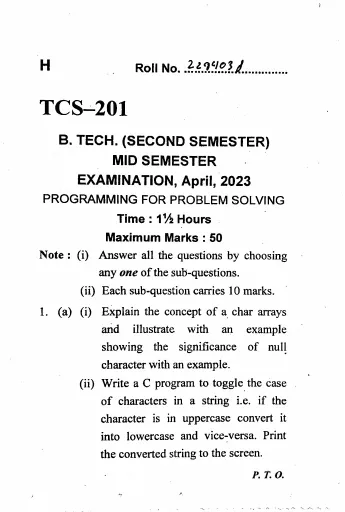 H Roll No. 2294031
TCS–201
B. TECH. (SECOND SEMESTER)
MID SEMESTER
EXAMINATION, April, 2023
PROGRAMMING FOR PROBLEM SOLVING
Time : 1½ Hours
Maximum Marks : 50
Note : (i) Answer all the questions by choosing
any one of the sub-questions.
(ii) Each sub-question carries 10 marks.
1. (a) (i) Explain the concept of a char arrays
and illustrate with an example
showing the significance of null
character with an example.
(ii) Write a C program to toggle the case
of characters in a string i.e. if the
character is in uppercase convert it
into lowercase and vice-versa. Print
the converted string to the screen.
P. T. O.